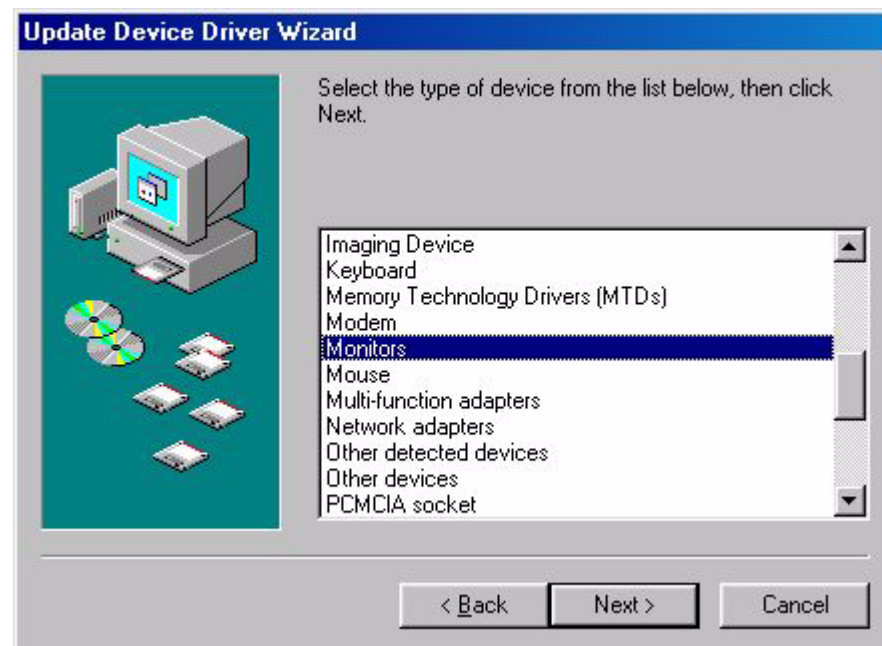 Update Device Driver Wizard
Select the type of device from the list below, then click
Next.
Imaging Device
Keyboard
Memory Technology Drivers (MTDs)
Modem
Monitors
Mouse
Multi-function adapters
Network adapters
Other detected devices
Other devices
PCMCIA socket
< Back
Next >
Cancel